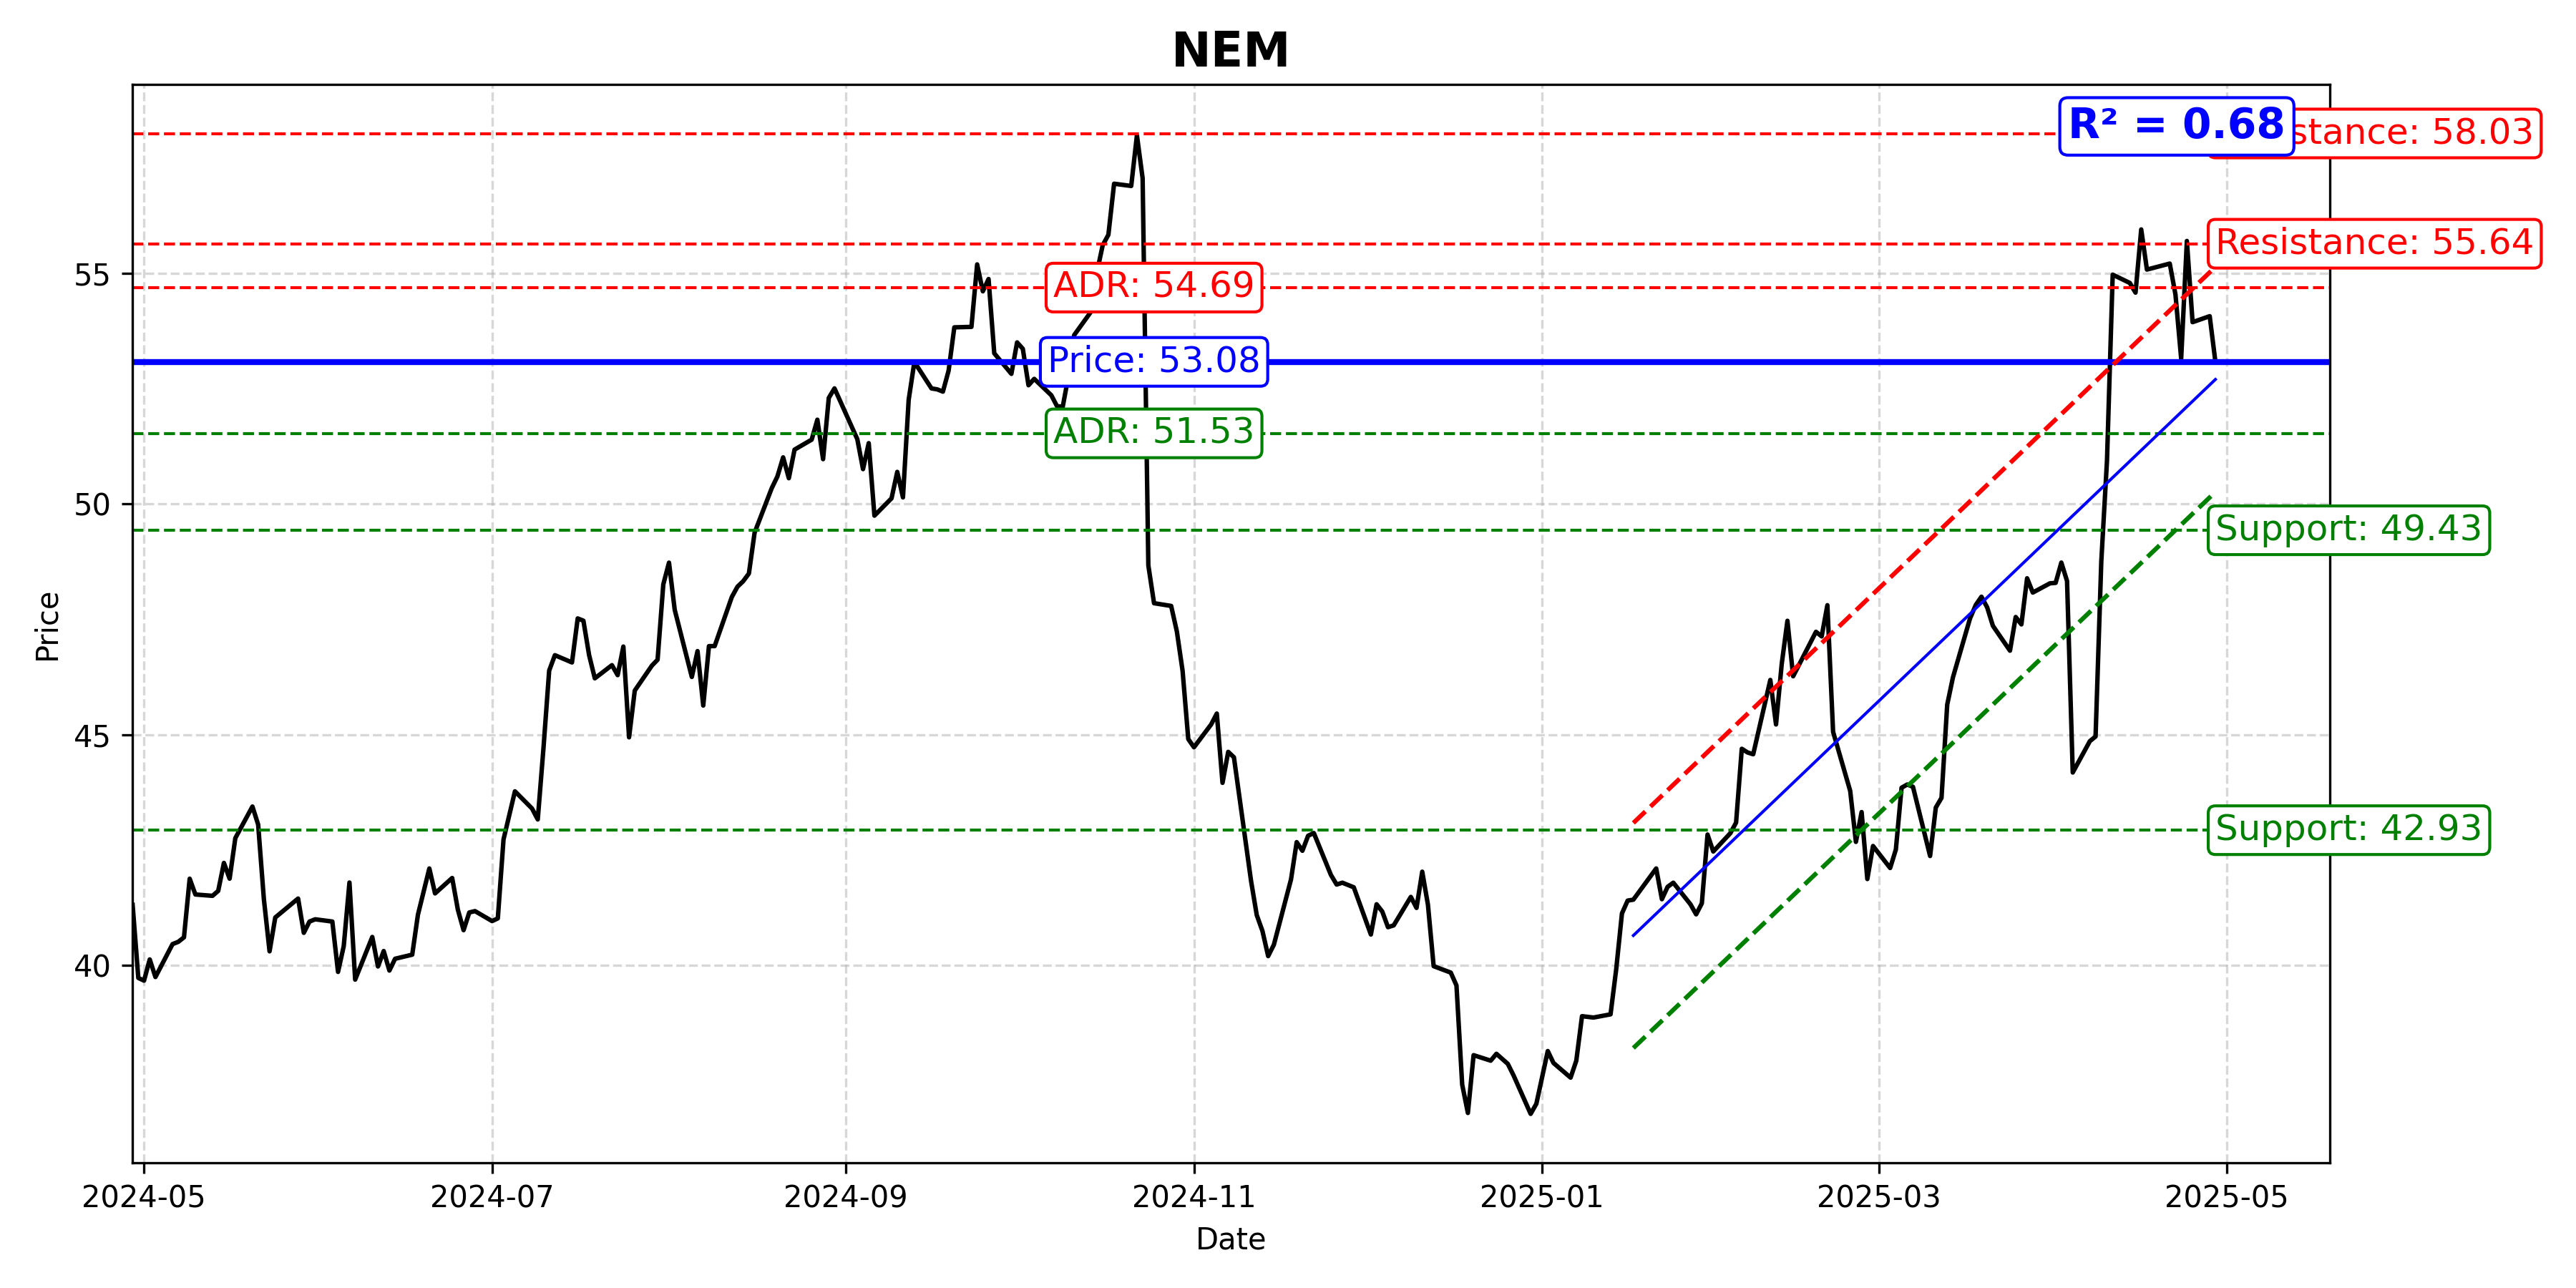 NEM
R² = 0.68
stance: 58.03
Resistance: 55.64
ADR: 54.69
Price: 53.08
ADR: 51.53
Support: 49.43
Support: 42.93
55
50
45
40
Price
2024-05
2024-07
2024-09
2024-11
2025-01
2025-03
2025-05
Date